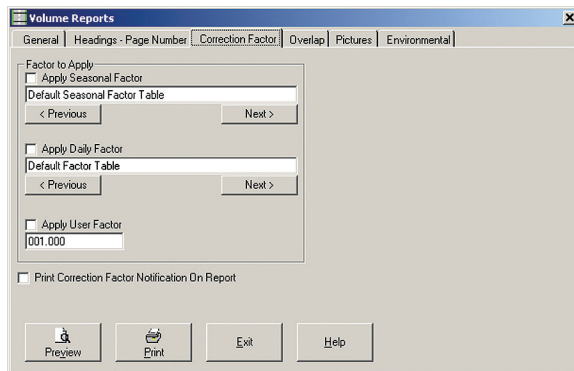 Volume Reports
General Headings - Page Number Correction Factor Overlap Pictures Environmental
Factor to Apply
Apply Seasonal Factor
Default Seasonal Factor Table
< Previous Next >
Apply Daily Factor
Default Factor Table
< Previous Next >
Apply User Factor
001.000
Print Correction Factor Notification On Report
Preview Print Exit Help